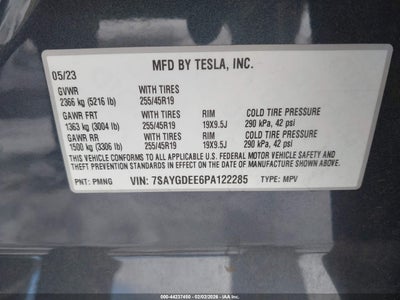 MFD BY TESLA, INC.
05/23
GVWR WITH TIRES
2366 kg (5216 lb) 255/45R19
GAWR FRT WITH TIRES RIM COLD TIRE PRESSURE
1363 kg (3004 lb) 255/45R19 19X9.5J 290 kPa, 42 psi
GAWR RR WITH TIRES RIM COLD TIRE PRESSURE
1500 kg (3306 lb) 255/45R19 19X9.5J 290 kPa, 42 psi
THIS VEHICLE CONFORMS TO ALL APPLICABLE U.S. FEDERAL MOTOR VEHICLE SAFETY AND
THEFT PREVENTION STANDARDS IN EFFECT ON THE DATE OF MANUFACTURE SHOWN ABOVE.
PNT: PMNG VIN: 7SAYGDEE6PA122285 TYPE: MPV
000-44237450 - 02/02/2026 -